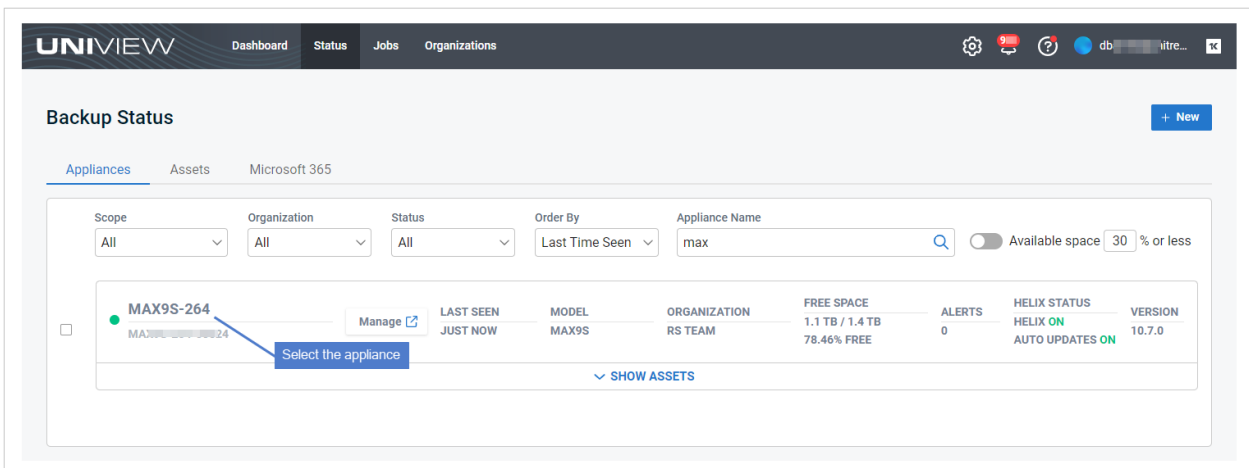 UNIVIEW Dashboard Status Jobs Organizations
Backup Status
+ New
Appliances Assets Microsoft 365
Scope Organization Status Order By Appliance Name
All All All Last Time Seen max Available space 30 % or less
MAX9S-264
Manage
LAST SEEN
JUST NOW
MODEL
MAX9S
ORGANIZATION
RS TEAM
FREE SPACE
1.1 TB / 1.4 TB
78.46% FREE
ALERTS
0
HELIX STATUS
HELIX ON
AUTO UPDATES ON
VERSION
10.7.0
Select the appliance
SHOW ASSETS